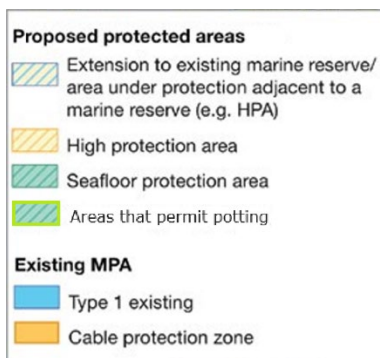 Proposed protected areas
Extension to existing marine reserve/
area under protection adjacent to a
marine reserve (e.g. HPA)
High protection area
Seafloor protection area
Areas that permit potting
Existing MPA
Type 1 existing
Cable protection zone